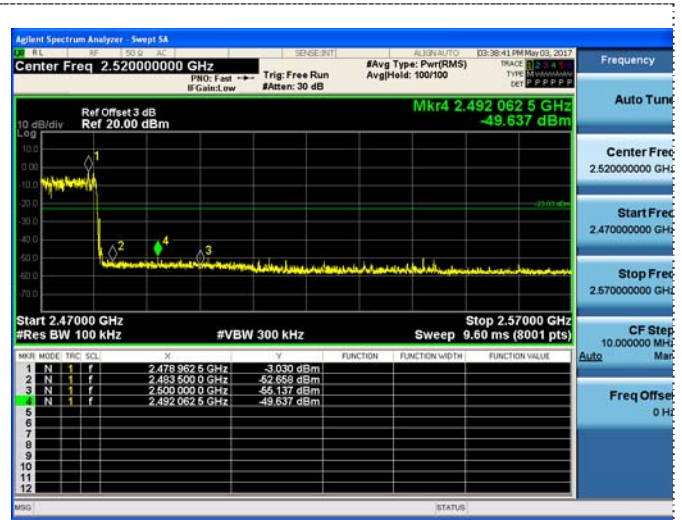 Agilent Spectrum Analyzer - Swept SA
RL RF 50 Ω AC SENSE:INT ALIGN AUTO 03:38:41 PM May 03, 2017
Center Freq 2.520000000 GHz
PNO: Fast
IFGain:Low
Trig: Free Run
#Atten: 30 dB
#Avg Type: Pwr(RMS)
Avg|Hold: 100/100
TRACE 1 2 3 4 5 6
TYPE M
DET P P P P P P
Frequency
Auto Tune
Center Freq
2.520000000 GHz
Start Freq
2.470000000 GHz
Stop Freq
2.570000000 GHz
CF Step
10.000000 MHz
Auto Man
Freq Offset
0 Hz
Ref Offset 3 dB
10 dB/div Ref 20.00 dBm
Log
Mkr4 2.492 062 5 GHz
-49.637 dBm
10.0
0.00
-10.0
-20.0
-30.0
-40.0
-50.0
-60.0
-70.0
1
2
4
3
-23.03 dBm
Start 2.47000 GHz Stop 2.57000 GHz
#Res BW 100 kHz #VBW 300 kHz Sweep 9.60 ms (8001 pts)
MKR MODE TRC SCL X Y FUNCTION FUNCTION WIDTH FUNCTION VALUE
1 N 1 f 2.478 962 5 GHz -3.030 dBm
2 N 1 f 2.483 500 0 GHz -52.658 dBm
3 N 1 f 2.500 000 0 GHz -55.137 dBm
4 N 1 f 2.492 062 5 GHz -49.637 dBm
5
6
7
8
9
10
11
12
MSG STATUS